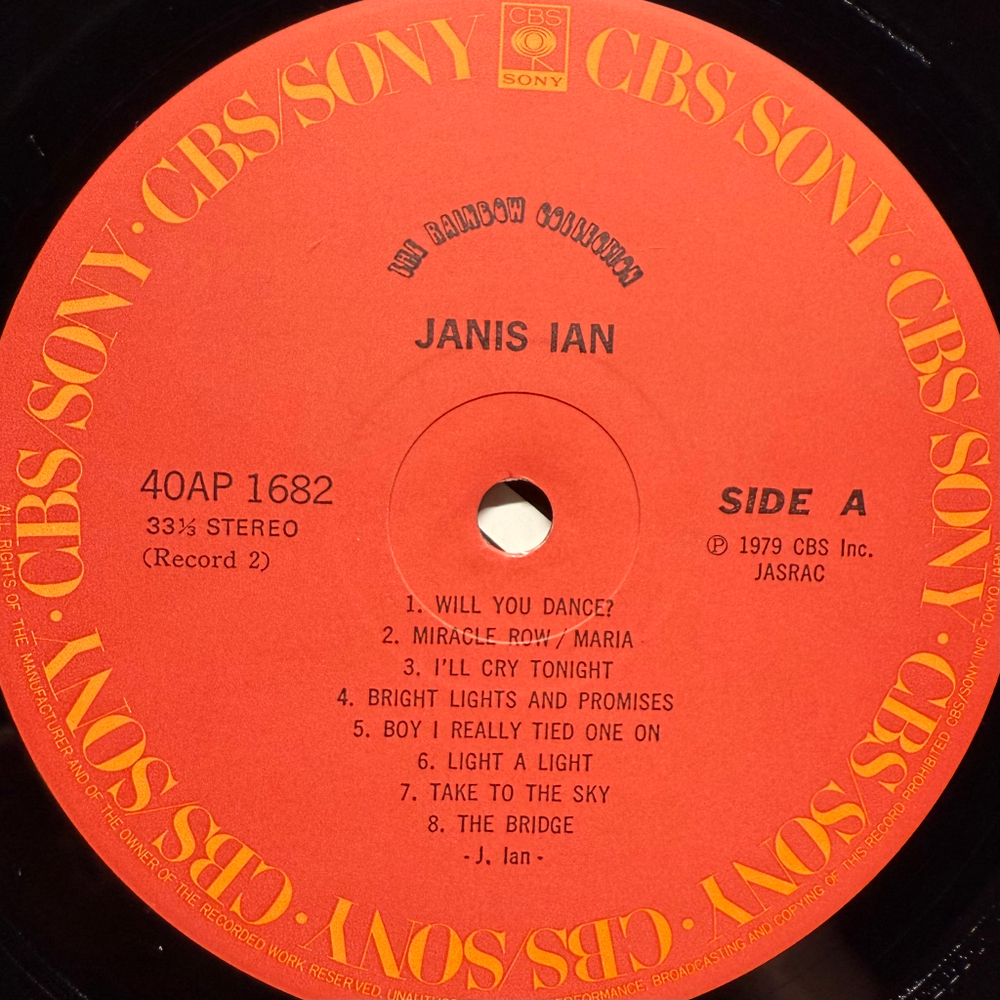 CBS
SONY
CBS/SONY · CBS/SONY · CBS/SONY · CBS/SONY · CBS/SONY · CBS/SONY · CBS/SONY · CBS/SONY
THE RAINBOW COLLECTION
JANIS IAN
40AP 1682
33⅓ STEREO
(Record 2)
SIDE A
Ⓟ 1979 CBS Inc.
JASRAC
1. WILL YOU DANCE?
2. MIRACLE ROW / MARIA
3. I'LL CRY TONIGHT
4. BRIGHT LIGHTS AND PROMISES
5. BOY I REALLY TIED ONE ON
6. LIGHT A LIGHT
7. TAKE TO THE SKY
8. THE BRIDGE
- J. Ian -
ALL RIGHTS OF THE MANUFACTURER AND OF THE OWNER OF THE RECORDED WORK RESERVED. PERFORMANCE, BROADCASTING AND COPYING OF THIS RECORD PROHIBITED CBS/SONY INC. TOKYO JAPAN